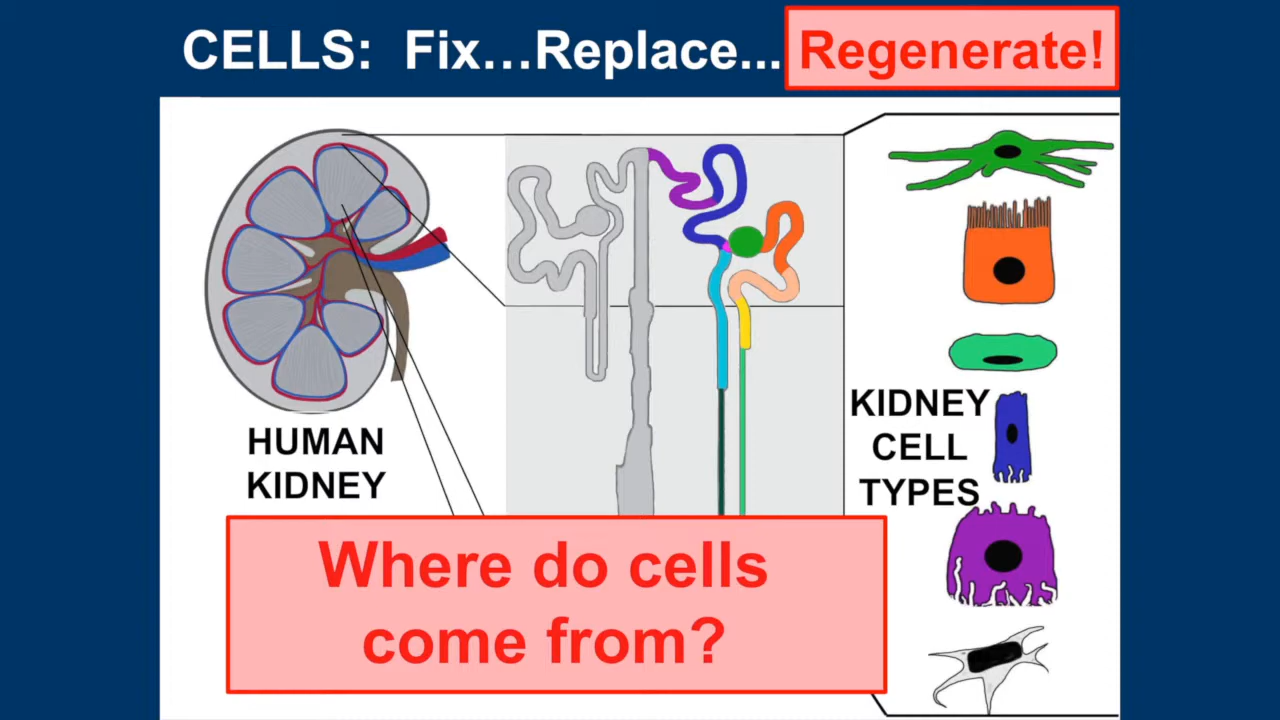 CELLS: Fix...Replace... Regenerate!
HUMAN
KIDNEY
KIDNEY
CELL
TYPES
Where do cells
come from?